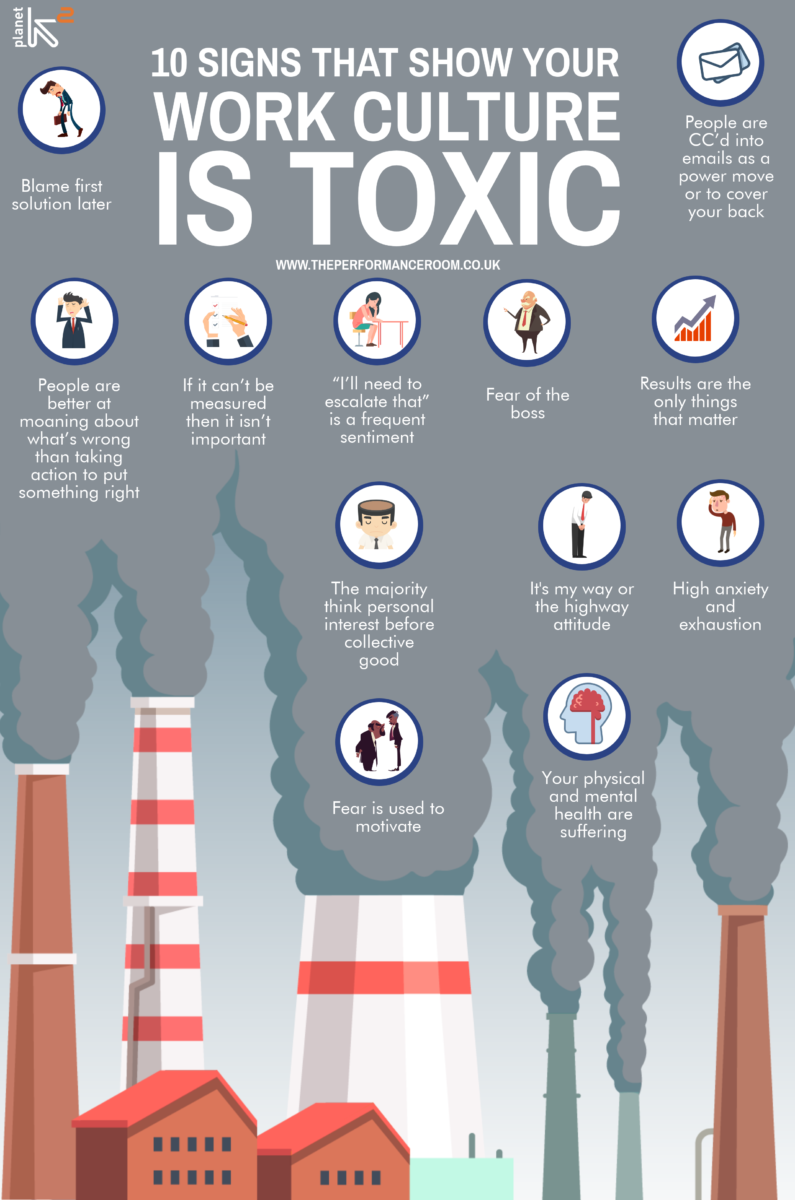 planet
K2
10 SIGNS THAT SHOW YOUR
WORK CULTURE
IS TOXIC
WWW.THEPERFORMANCEROOM.CO.UK
Blame first
solution later
People are
CC'd into
emails as a
power move
or to cover
your back
People are
better at
moaning about
what's wrong
than taking
action to put
something right
If it can't be
measured
then it isn't
important
“I'll need to
escalate that”
is a frequent
sentiment
Fear of the
boss
Results are the
only things
that matter
The majority
think personal
interest before
collective
good
It's my way or
the highway
attitude
High anxiety
and
exhaustion
Fear is used to
motivate
Your physical
and mental
health are
suffering